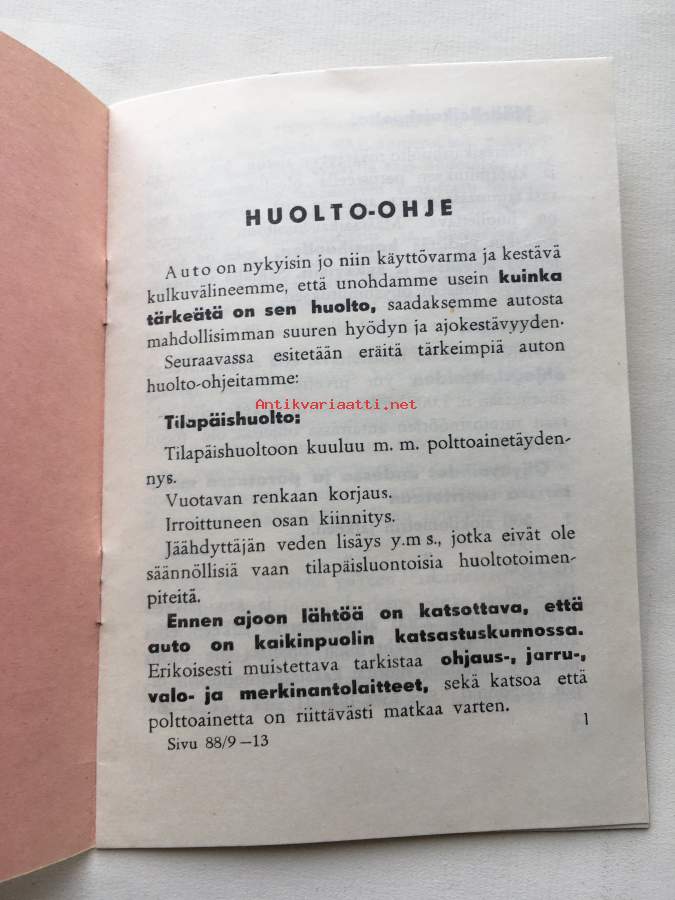 HUOLTO-OHJE
Auto on nykyisin jo niin käyttövarma ja kestävä
kulkuvälineemme, että unohdamme usein kuinka
tärkeätä on sen huolto, saadaksemme autosta
mahdollisimman suuren hyödyn ja ajokestävyyden.
Seuraavassa esitetään eräitä tärkeimpiä auton
huolto-ohjeitamme:
Antikvariaatti.net
Tilapäishuolto:
Tilapäishuoltoon kuuluu m. m. polttoainetäyden-
nys.
Vuotavan renkaan korjaus.
Irroittuneen osan kiinnitys.
Jäähdyttäjän veden lisäys y.m s., jotka eivät ole
säännöllisiä vaan tilapäisluontoisia huoltotoimen-
piteitä.
Ennen ajoon lähtöä on katsottava, että
auto on kaikinpuolin katsastuskunnossa.
Erikoisesti muistettava tarkistaa ohjaus-, jarru-,
valo- ja merkinantolaitteet, sekä katsoa että
polttoainetta on riittävästi matkaa varten.
Sivu 88/9—13
1